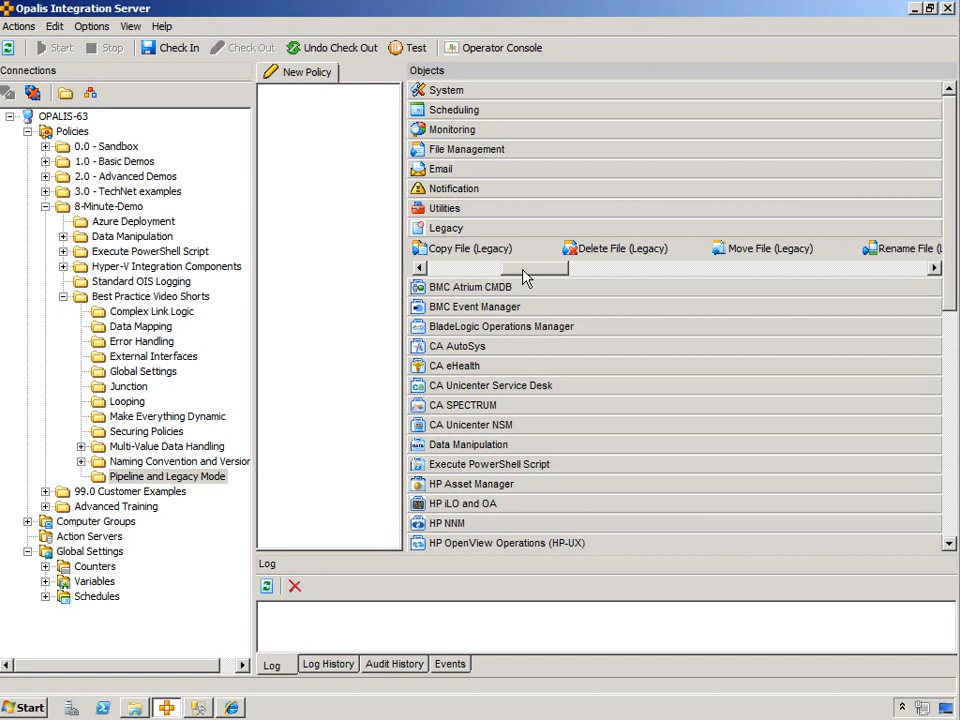 Opalis Integration Server
Actions Edit Options View Help
Start Stop Check In Check Out Undo Check Out Test Operator Console
Connections
OPALIS-63
Policies
0.0 - Sandbox
1.0 - Basic Demos
2.0 - Advanced Demos
3.0 - TechNet examples
8-Minute-Demo
Azure Deployment
Data Manipulation
Execute PowerShell Script
Hyper-V Integration Components
Standard OIS Logging
Best Practice Video Shorts
Complex Link Logic
Data Mapping
Error Handling
External Interfaces
Global Settings
Junction
Looping
Make Everything Dynamic
Securing Policies
Multi-Value Data Handling
Naming Convention and Version
Pipeline and Legacy Mode
99.0 Customer Examples
Advanced Training
Computer Groups
Action Servers
Global Settings
Counters
Variables
Schedules
New Policy
Objects
System
Scheduling
Monitoring
File Management
Email
Notification
Utilities
Legacy
Copy File (Legacy) Delete File (Legacy) Move File (Legacy) Rename File (L
BMC Atrium CMDB
BMC Event Manager
BladeLogic Operations Manager
CA AutoSys
CA eHealth
CA Unicenter Service Desk
CA SPECTRUM
CA Unicenter NSM
Data Manipulation
Execute PowerShell Script
HP Asset Manager
HP iLO and OA
HP NNM
HP OpenView Operations (HP-UX)
Log
Log Log History Audit History Events
Start